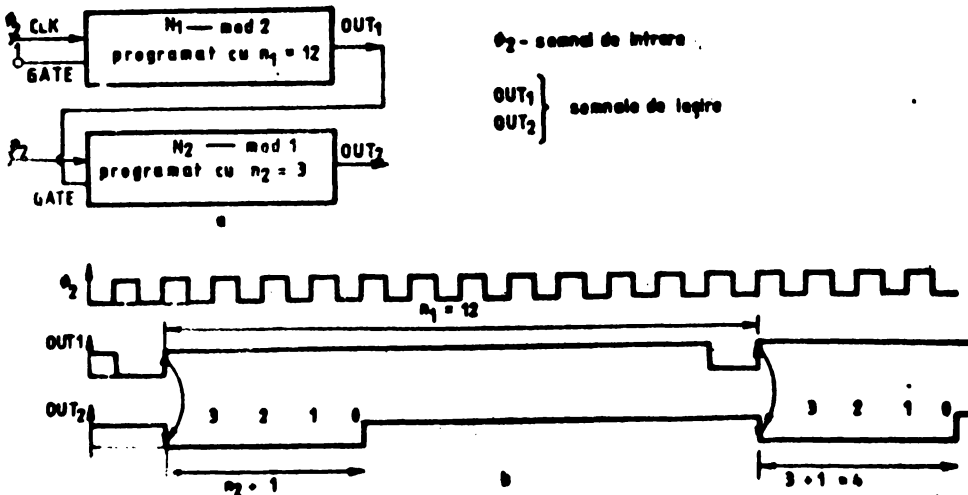 Φ2 CLK
GATE
N1 — mod 2
programat cu n1 = 12
OUT1
Φ2
GATE
N2 — mod 1
programat cu n2 = 3
OUT2
a
Φ2 - semnal de intrare
OUT1
OUT2
semnale de ieşire
Φ2
n1 = 12
OUT1
OUT2
3 2 1 0
3 2 1 0
n2 + 1
b
3 + 1 = 4